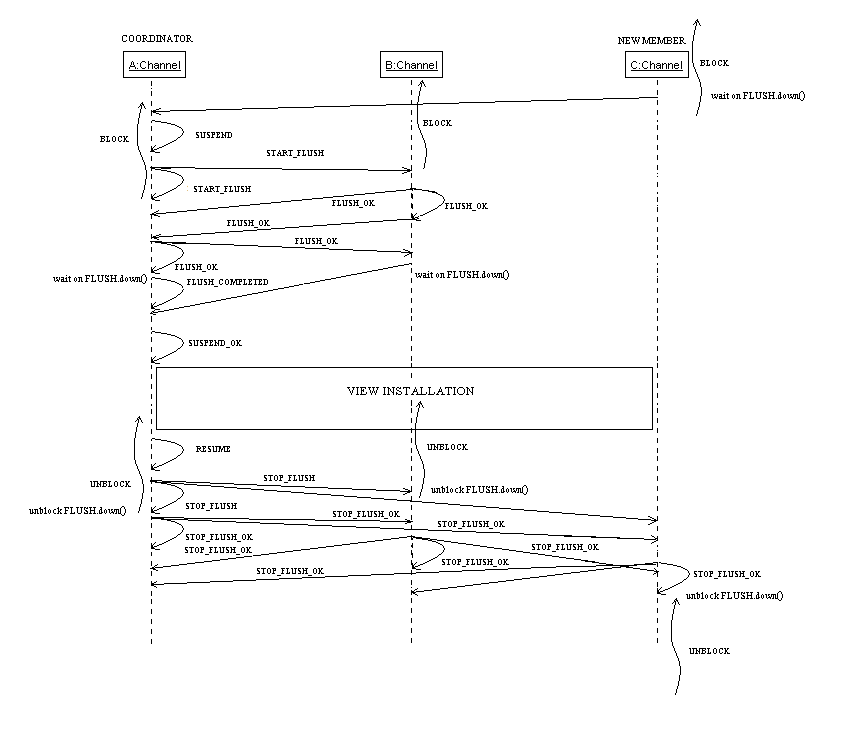 COORDINATOR
NEW MEMBER
A:Channel
B:Channel
C:Channel
BLOCK
wait on FLUSH.down()
BLOCK
SUSPEND
BLOCK
START_FLUSH
START_FLUSH
FLUSH_OK
FLUSH_OK
FLUSH_OK
FLUSH_OK
FLUSH_OK
wait on FLUSH.down()
FLUSH_COMPLETED
wait on FLUSH.down()
SUSPEND_OK
VIEW INSTALLATION
RESUME
UNBLOCK
STOP_FLUSH
UNBLOCK
unblock FLUSH.down()
unblock FLUSH.down()
STOP_FLUSH
STOP_FLUSH_OK
STOP_FLUSH_OK
STOP_FLUSH_OK
STOP_FLUSH_OK
STOP_FLUSH_OK
STOP_FLUSH_OK
STOP_FLUSH_OK
STOP_FLUSH_OK
unblock FLUSH.down()
UNBLOCK